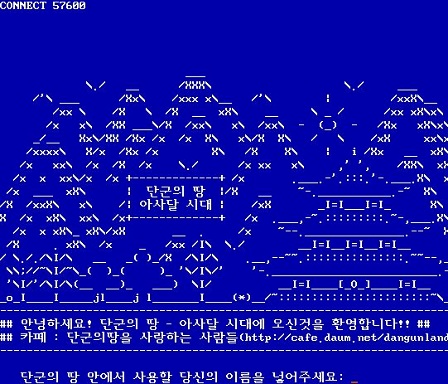 CONNECT 57600
단군의 땅
아사달 시대
## 안녕하세요! 단군의 땅 - 아사달 시대에 오신것을 환영합니다!! ##
## 카페 : 단군의땅을 사랑하는 사람들(http://cafe.daum.net/dangunland
단군의 땅 안에서 사용할 당신의 이름을 넣어주세요: